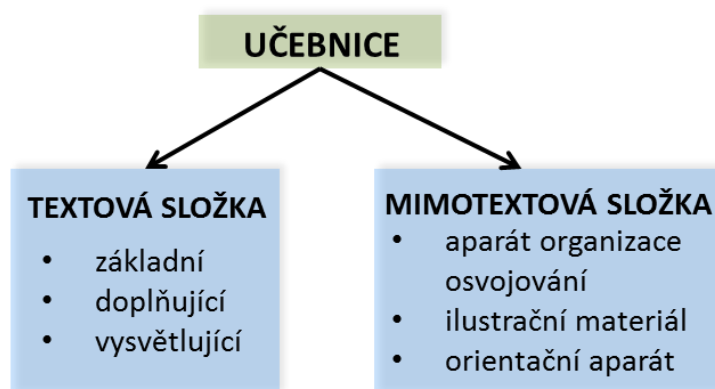 UČEBNICE
TEXTOVÁ SLOŽKA
• základní
• doplňující
• vysvětlující
MIMOTEXTOVÁ SLOŽKA
• aparát organizace
osvojování
• ilustrační materiál
• orientační aparát